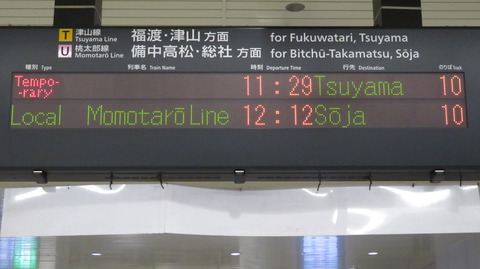 T 津山線 Tsuyama Line 福渡・津山 方面 for Fukuwatari, Tsuyama
U 桃太郎線 Momotarō Line 備中高松・総社 方面 for Bitchū-Takamatsu, Sōja
種別 Type 列車名 Train Name 時刻 Departure Time 行先 Destination のりば Track
Tempo-
-rary 11:29 Tsuyama 10
Local Momotarō Line 12:12 Sōja 10